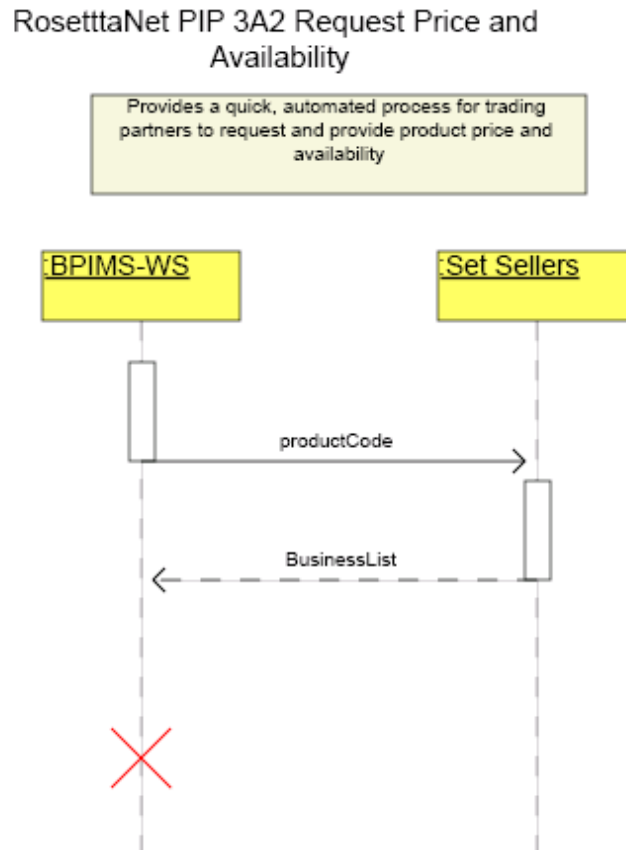 RosetttaNet PIP 3A2 Request Price and
Availability
Provides a quick, automated process for trading
partners to request and provide product price and
availability
:BPIMS-WS
:Set Sellers
productCode
BusinessList